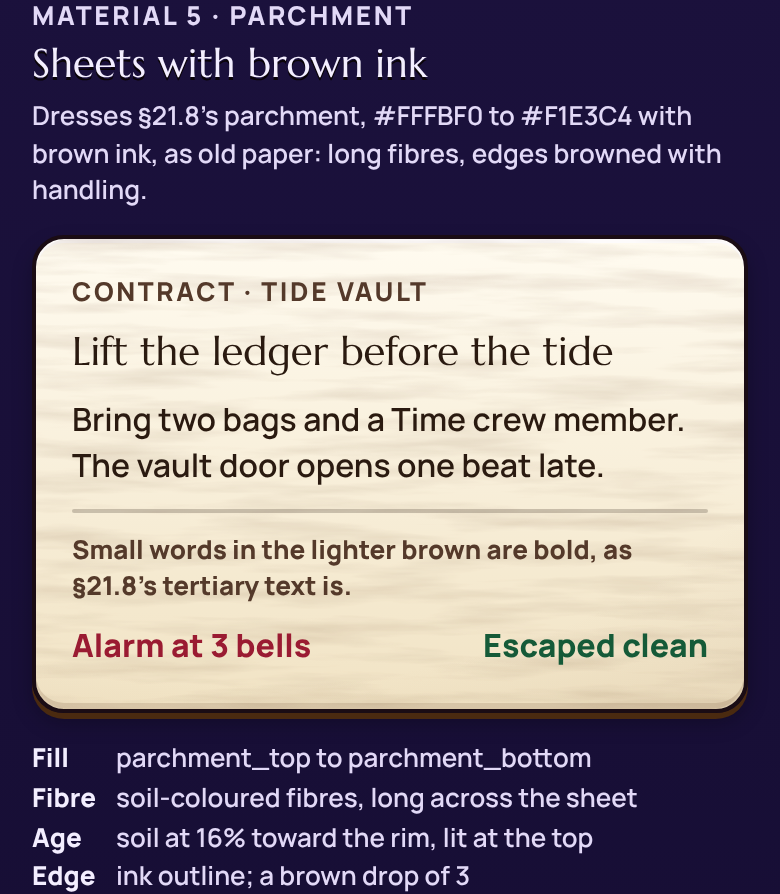 MATERIAL 5 · PARCHMENT
Sheets with brown ink
Dresses §21.8’s parchment, #FFFBF0 to #F1E3C4 with
brown ink, as old paper: long fibres, edges browned with
handling.
CONTRACT · TIDE VAULT
Lift the ledger before the tide
Bring two bags and a Time crew member.
The vault door opens one beat late.
Small words in the lighter brown are bold, as
§21.8’s tertiary text is.
Alarm at 3 bells Escaped clean
Fill parchment_top to parchment_bottom
Fibre soil-coloured fibres, long across the sheet
Age soil at 16% toward the rim, lit at the top
Edge ink outline; a brown drop of 3